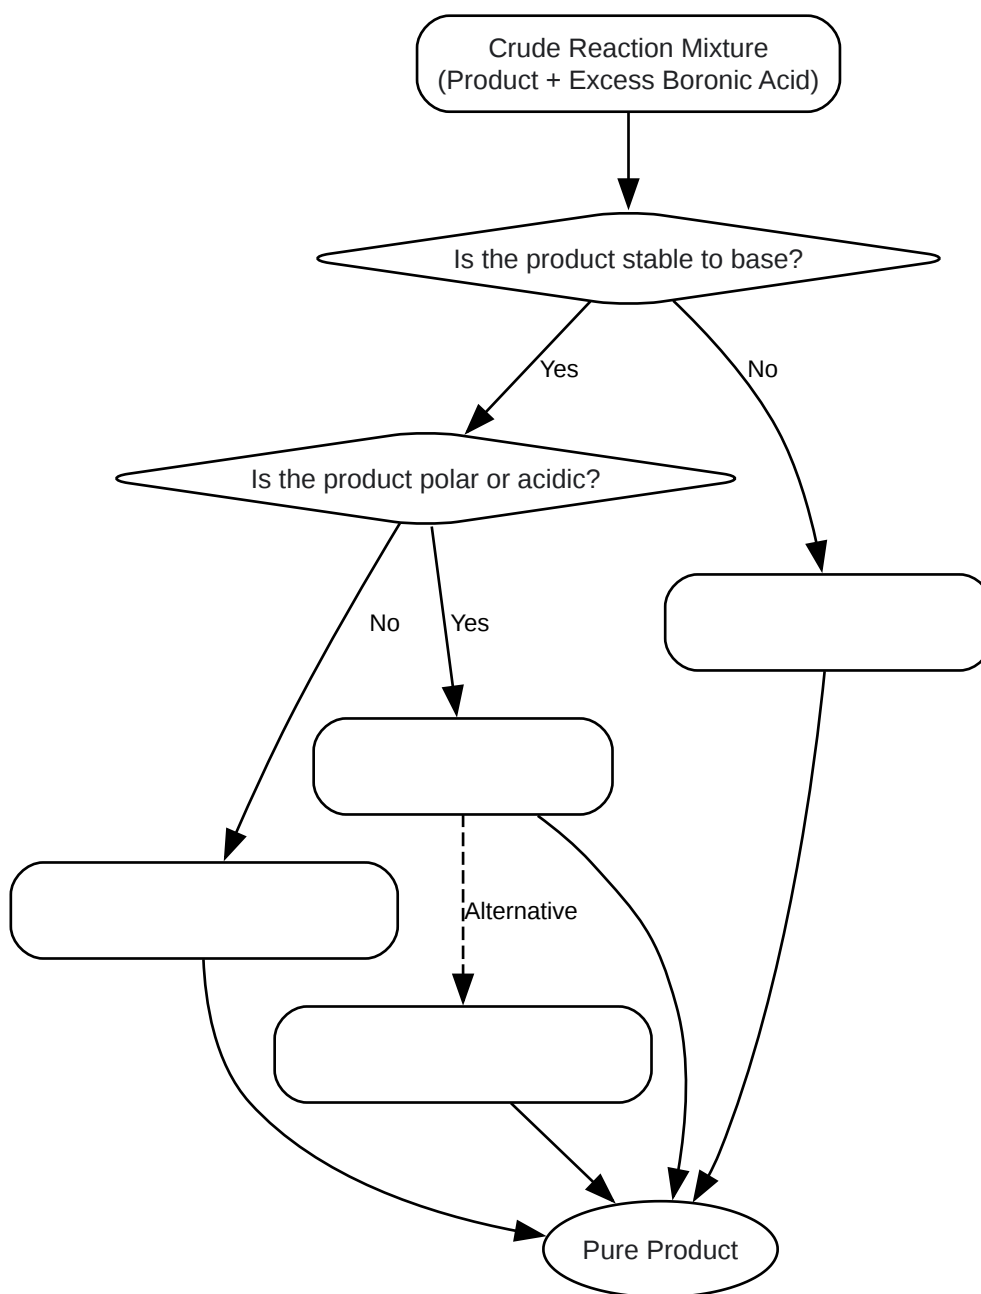 Crude Reaction Mixture
(Product + Excess Boronic Acid)
Is the product stable to base?
Yes
No
Is the product polar or acidic?
No
Yes
Alternative
Pure Product